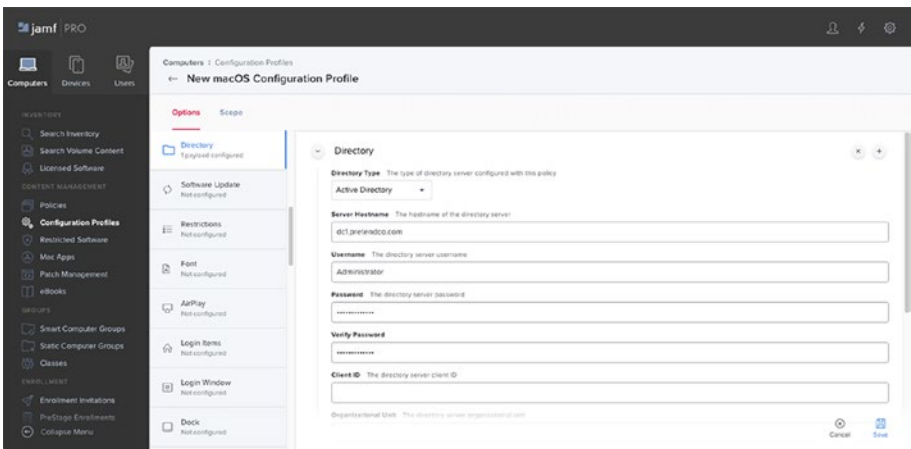 jamf PRO
Computers
Devices
Users
INVENTORY
Search Inventory
Search Volume Content
Licensed Software
CONTENT MANAGEMENT
Policies
Configuration Profiles
Restricted Software
Mac Apps
Patch Management
eBooks
GROUPS
Smart Computer Groups
Static Computer Groups
Classes
ENROLLMENT
Enrollment Invitations
PreStage Enrollments
Collapse Menu
Computers : Configuration Profiles
← New macOS Configuration Profile
Options Scope
Directory
1 payload configured
Software Update
Not configured
Restrictions
Not configured
Font
Not configured
AirPlay
Not configured
Login Items
Not configured
Login Window
Not configured
Dock
Not configured
Directory
Directory Type The type of directory server configured with this policy
Active Directory
Server Hostname The hostname of the directory server
dc1.pretendco.com
Username The directory server username
Administrator
Password The directory server password
•••••••••••••
Verify Password
•••••••••••••
Client ID The directory server client ID
Organizational Unit The directory server organizational unit
Cancel Save